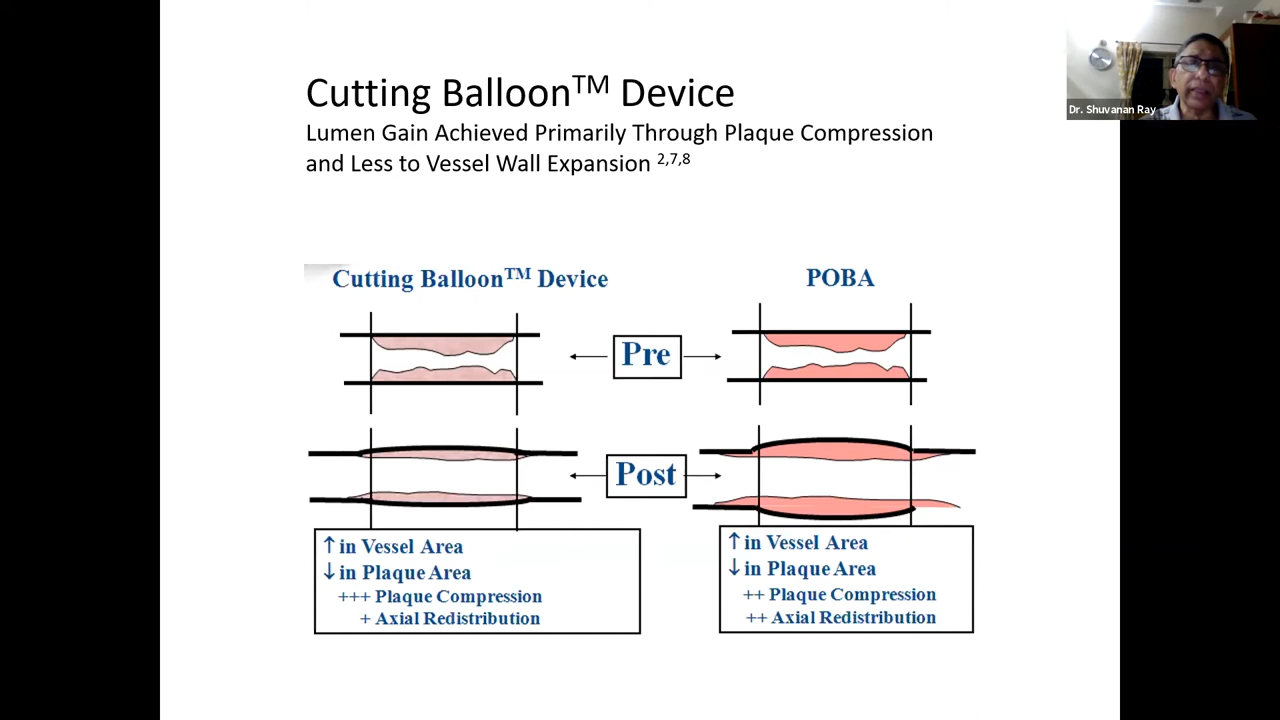 Cutting Balloon™ Device
Lumen Gain Achieved Primarily Through Plaque Compression
and Less to Vessel Wall Expansion 2,7,8
Dr. Shuvanan Ray
Cutting Balloon™ Device
POBA
Pre
Post
↑ in Vessel Area
↓ in Plaque Area
+++ Plaque Compression
+ Axial Redistribution
↑ in Vessel Area
↓ in Plaque Area
++ Plaque Compression
++ Axial Redistribution